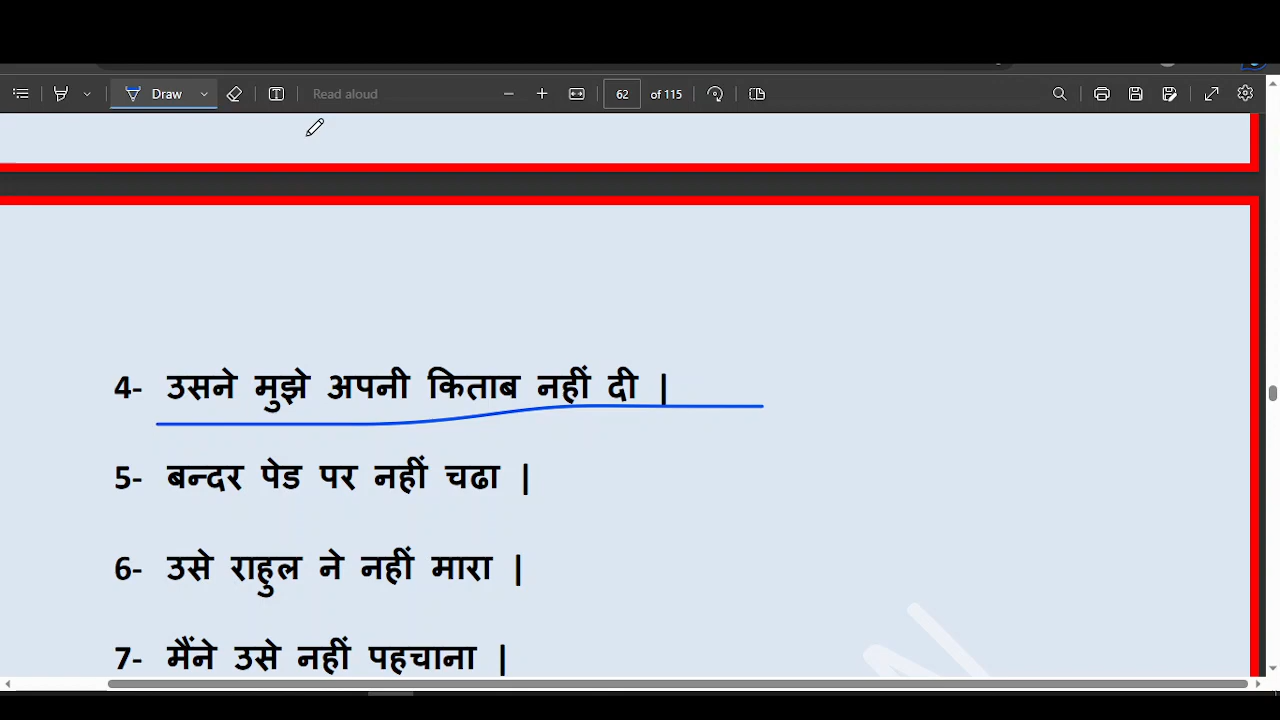 Draw Read aloud 62 of 115
4- उसने मुझे अपनी किताब नहीं दी |
5- बन्दर पेड पर नहीं चढा |
6- उसे राहुल ने नहीं मारा |
7- मैंने उसे नहीं पहचाना |